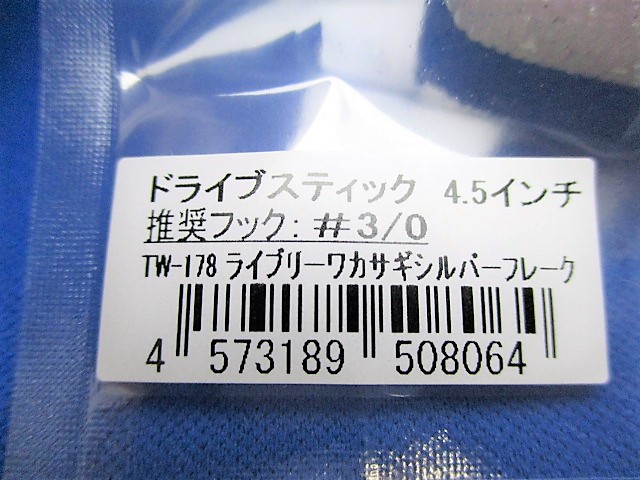 ドライブスティック 4.5インチ
推奨フック: #3/0
TW-178 ライブリーワカサギシルバーフレーク
4 573189 508064